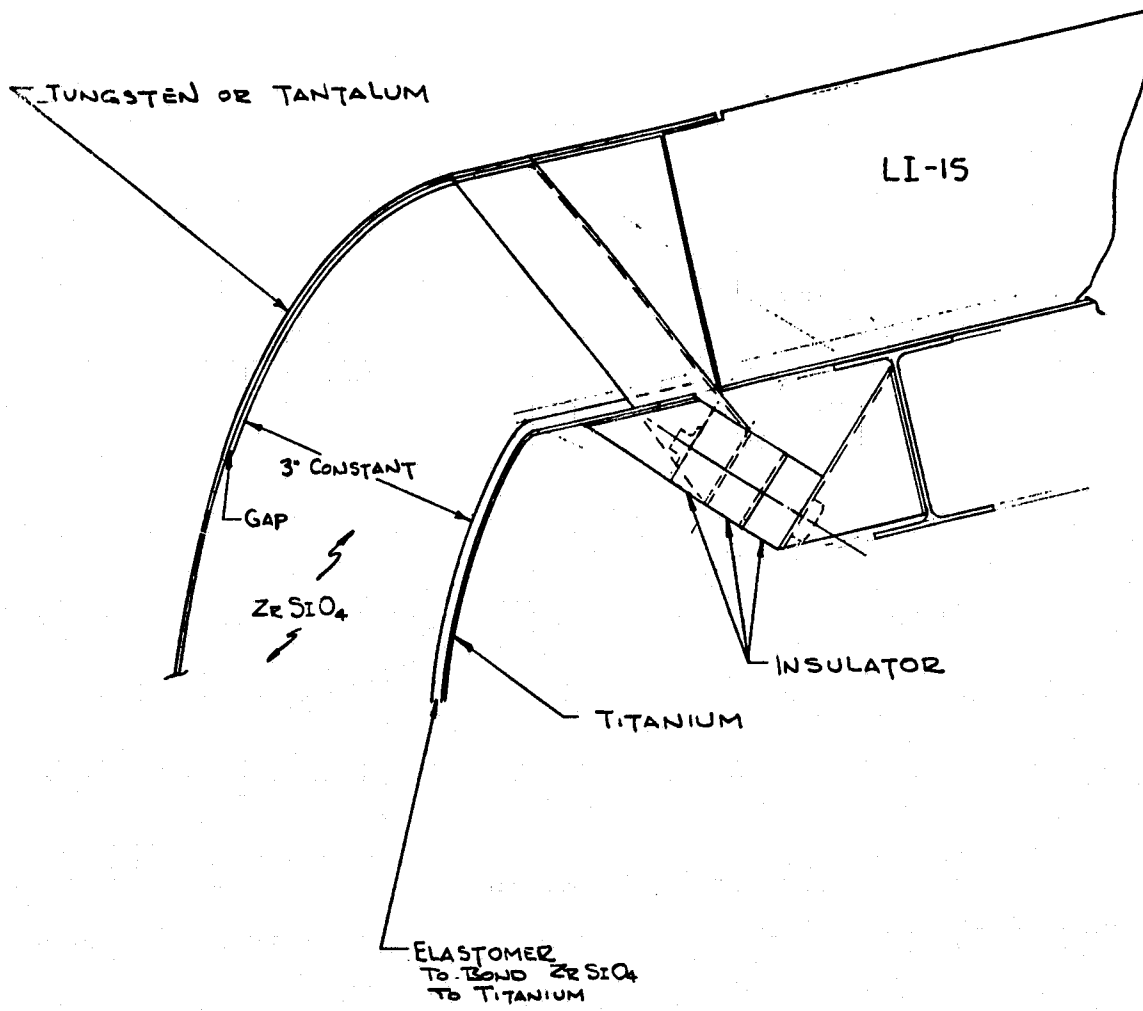 TUNGSTEN OR TANTALUM
LI-15
3" CONSTANT
GAP
ZR SIO4
INSULATOR
TITANIUM
ELASTOMER
TO BOND ZR SIO4
TO TITANIUM